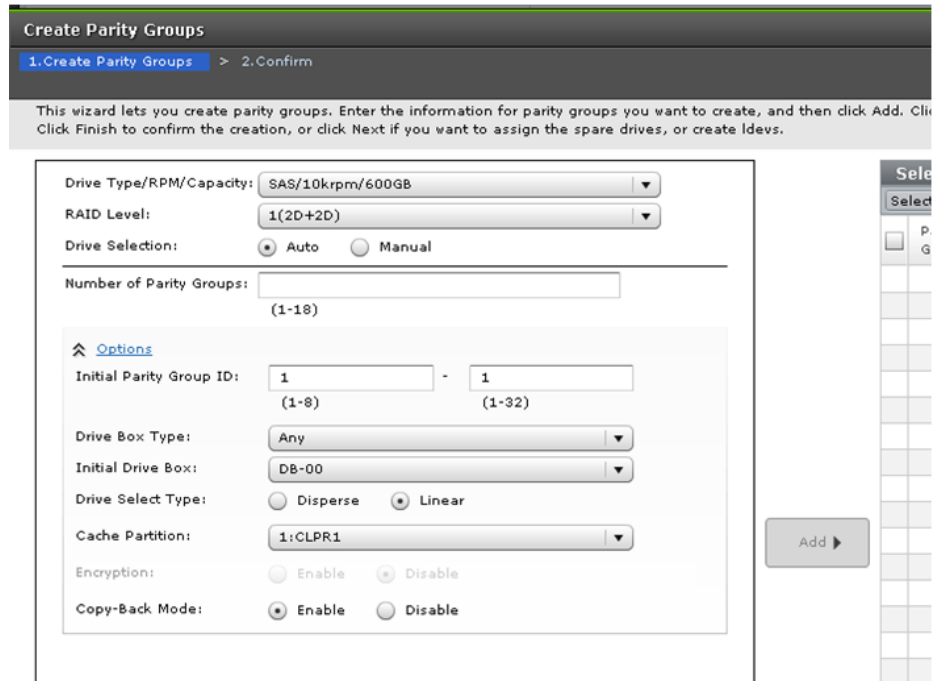 Create Parity Groups
1.Create Parity Groups > 2.Confirm
This wizard lets you create parity groups. Enter the information for parity groups you want to create, and then click Add.
Click Finish to confirm the creation, or click Next if you want to assign the spare drives, or create ldevs.
Drive Type/RPM/Capacity: SAS/10krpm/600GB
RAID Level: 1(2D+2D)
Drive Selection: Auto Manual
Number of Parity Groups:
(1-18)
Options
Initial Parity Group ID: 1 - 1
(1-8) (1-32)
Drive Box Type: Any
Initial Drive Box: DB-00
Drive Select Type: Disperse Linear
Cache Partition: 1:CLPR1
Encryption: Enable Disable
Copy-Back Mode: Enable Disable
Add
Sele
Select
P
G